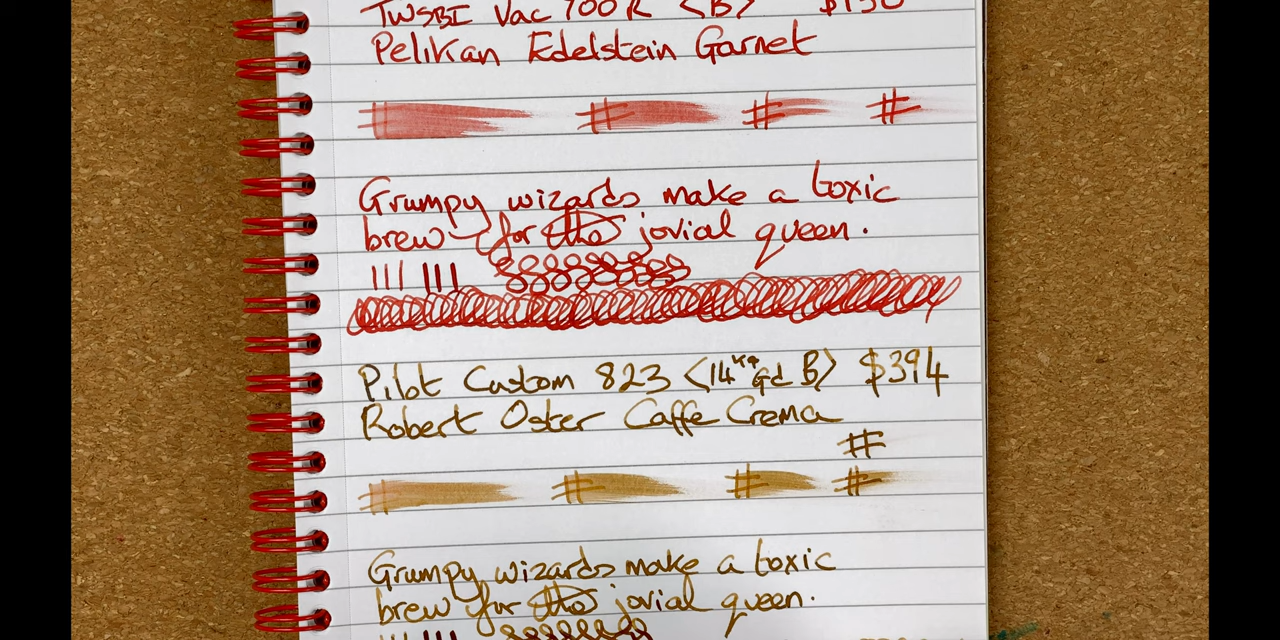 TWSBI Vac 700R <B> $130
Pelikan Edelstein Garnet
# # # #
Grumpy wizards make a toxic
brew for the jovial queen.
Pilot Custom 823 <14kt Gd B> $394
Robert Oster Caffe Crema
#
# # # #
Grumpy wizards make a toxic
brew for the jovial queen.